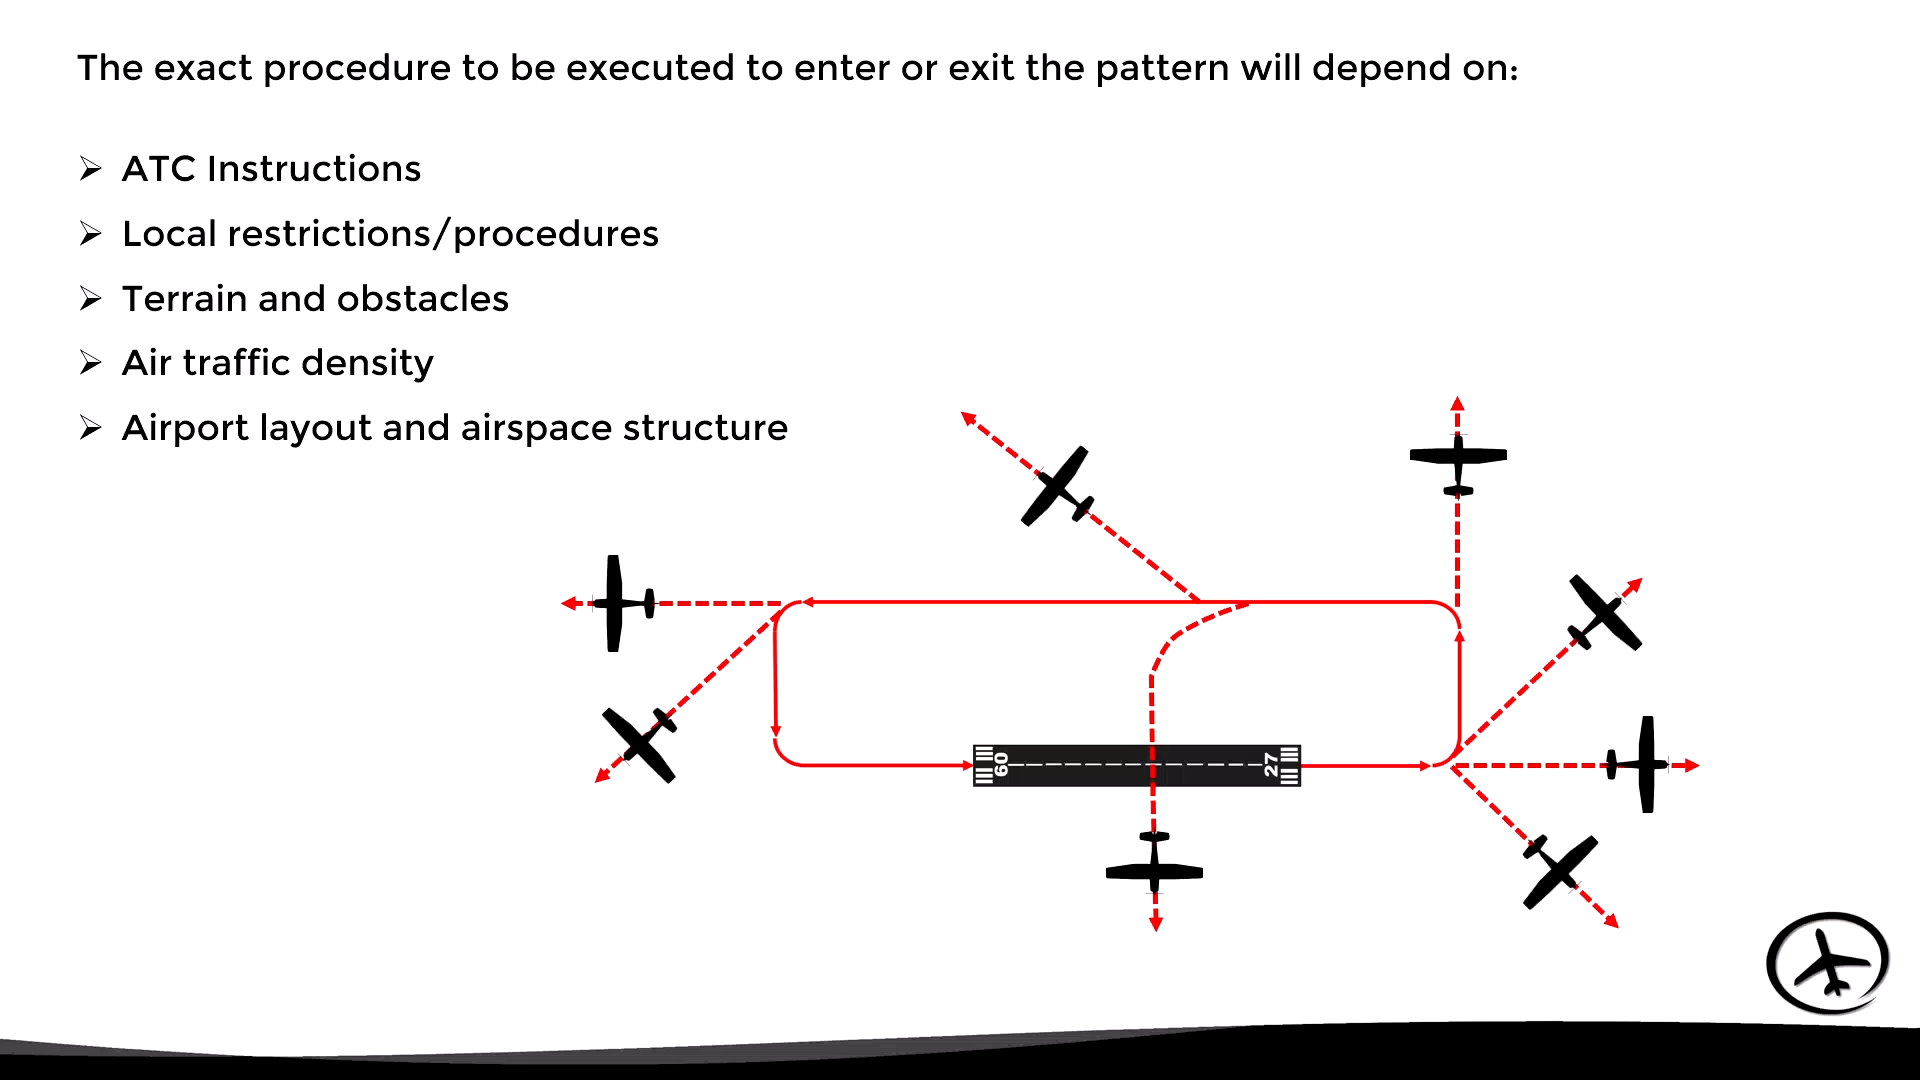 The exact procedure to be executed to enter or exit the pattern will depend on:
ATC Instructions
Local restrictions/procedures
Terrain and obstacles
Air traffic density
Airport layout and airspace structure
09
27